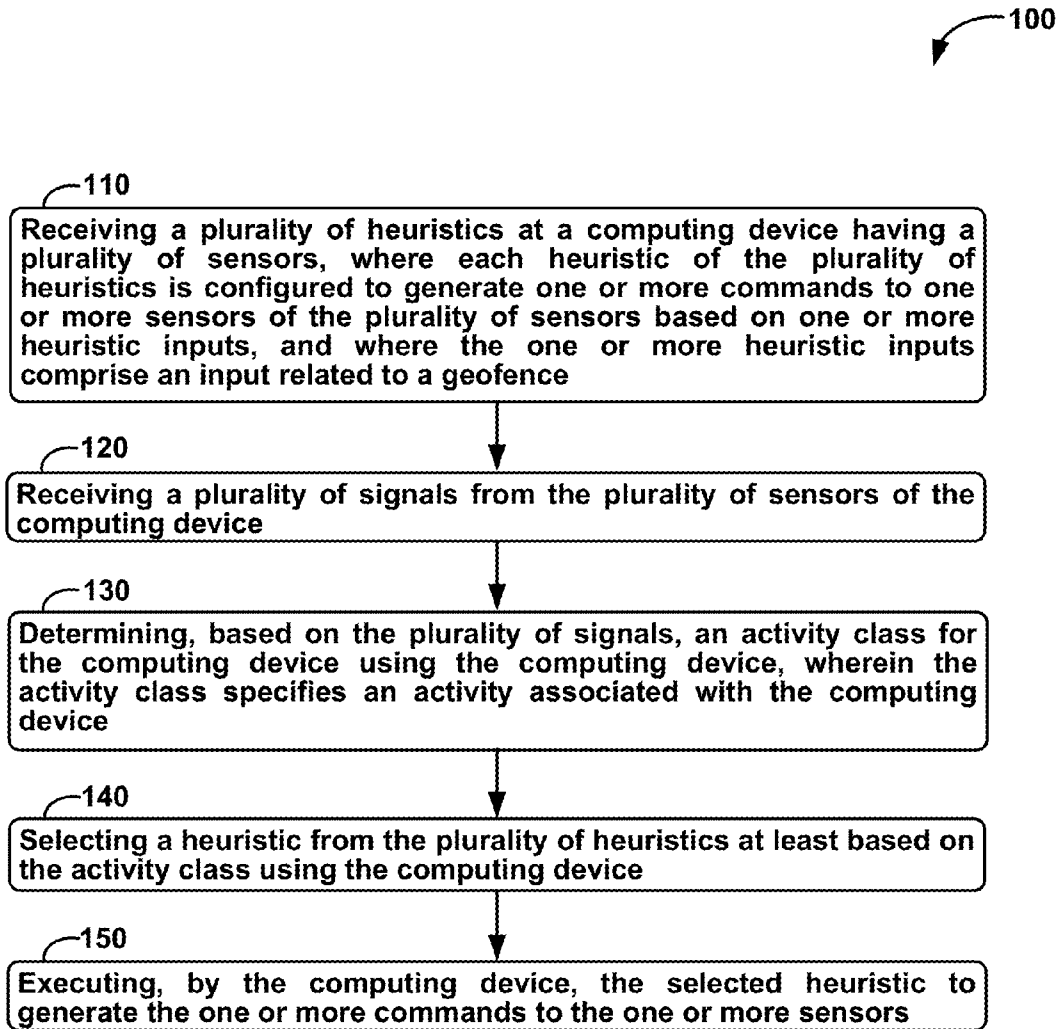 100
110
Receiving a plurality of heuristics at a computing device having a
plurality of sensors, where each heuristic of the plurality of
heuristics is configured to generate one or more commands to one
or more sensors of the plurality of sensors based on one or more
heuristic inputs, and where the one or more heuristic inputs
comprise an input related to a geofence
120
Receiving a plurality of signals from the plurality of sensors of the
computing device
130
Determining, based on the plurality of signals, an activity class for
the computing device using the computing device, wherein the
activity class specifies an activity associated with the computing
device
140
Selecting a heuristic from the plurality of heuristics at least based on
the activity class using the computing device
150
Executing, by the computing device, the selected heuristic to
generate the one or more commands to the one or more sensors